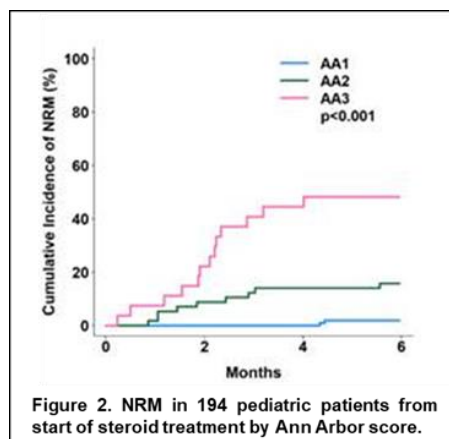 100
80
60
40
20
0
Cumulative Incidence of NRM (%)
AA1
AA2
AA3
p<0.001
0 2 4 6
Months
Figure 2. NRM in 194 pediatric patients from
start of steroid treatment by Ann Arbor score.